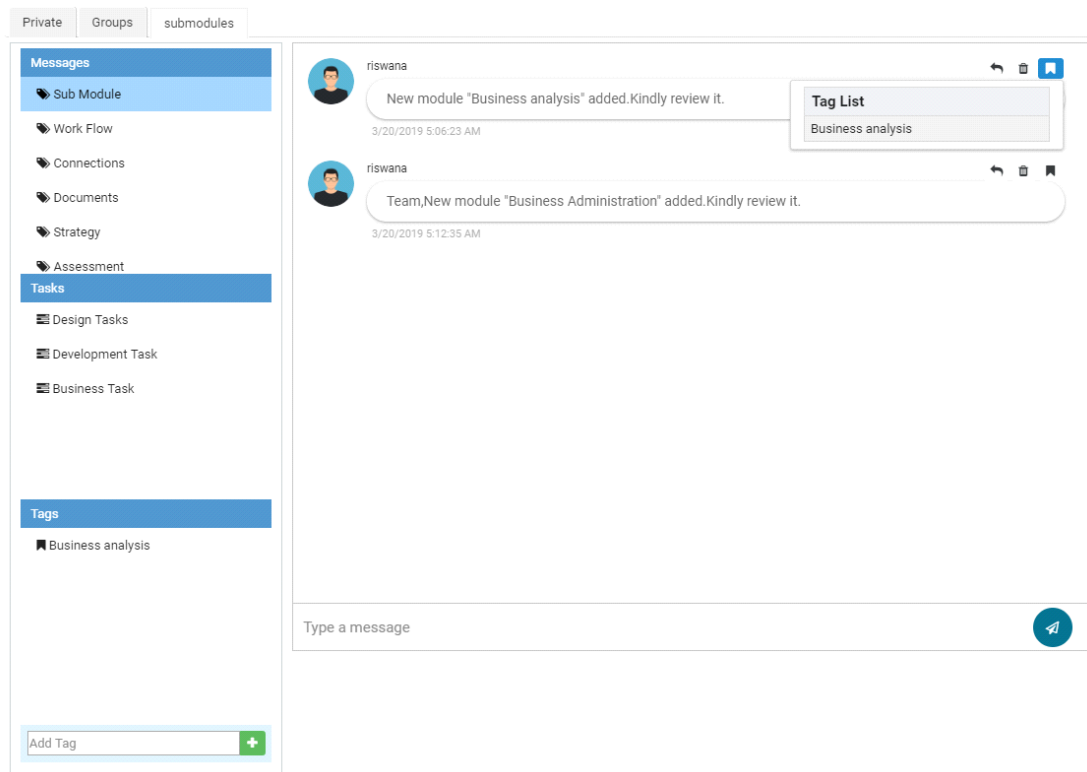 Private Groups submodules
Messages
Sub Module
Work Flow
Connections
Documents
Strategy
Assessment
Tasks
Design Tasks
Development Task
Business Task
Tags
Business analysis
Add Tag
riswana
New module "Business analysis" added.Kindly review it.
3/20/2019 5:06:23 AM
Tag List
Business analysis
riswana
Team,New module "Business Administration" added.Kindly review it.
3/20/2019 5:12:35 AM
Type a message